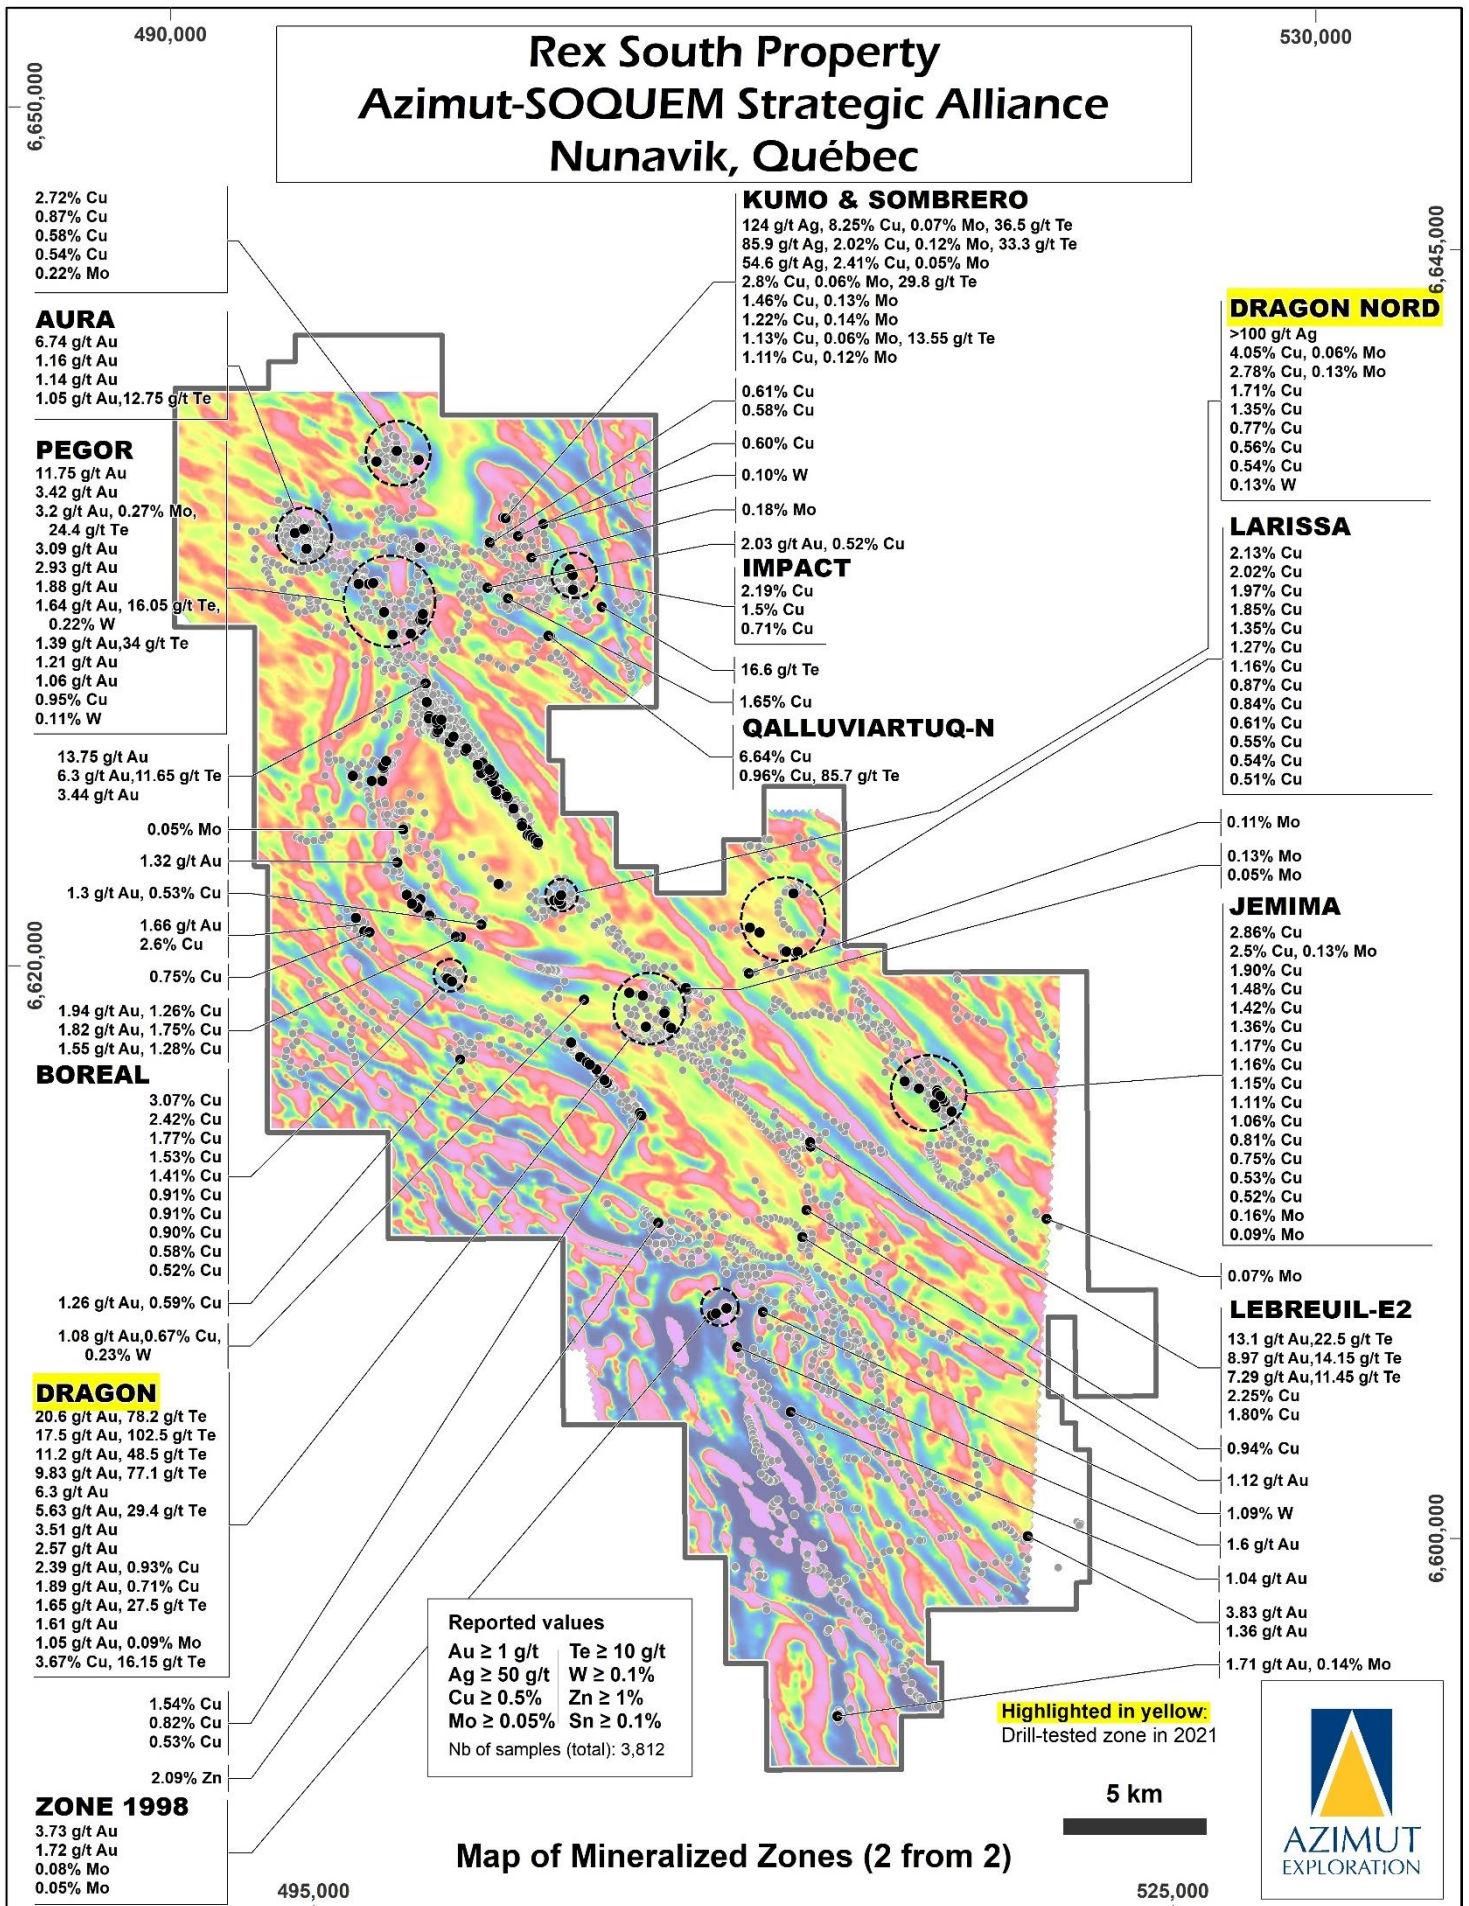 490,000
530,000
6,650,000
6,645,000
6,620,000
6,600,000
Rex South Property
Azimut-SOQUEM Strategic Alliance
Nunavik, Québec
2.72% Cu
0.87% Cu
0.58% Cu
0.54% Cu
0.22% Mo
AURA
6.74 g/t Au
1.16 g/t Au
1.14 g/t Au
1.05 g/t Au,12.75 g/t Te
PEGOR
11.75 g/t Au
3.42 g/t Au
3.2 g/t Au, 0.27% Mo,
24.4 g/t Te
3.09 g/t Au
2.93 g/t Au
1.88 g/t Au
1.64 g/t Au, 16.05 g/t Te,
0.22% W
1.39 g/t Au,34 g/t Te
1.21 g/t Au
1.06 g/t Au
0.95% Cu
0.11% W
13.75 g/t Au
6.3 g/t Au,11.65 g/t Te
3.44 g/t Au
0.05% Mo
1.32 g/t Au
1.3 g/t Au, 0.53% Cu
1.66 g/t Au
2.6% Cu
0.75% Cu
1.94 g/t Au, 1.26% Cu
1.82 g/t Au, 1.75% Cu
1.55 g/t Au, 1.28% Cu
BOREAL
3.07% Cu
2.42% Cu
1.77% Cu
1.53% Cu
1.41% Cu
0.91% Cu
0.91% Cu
0.90% Cu
0.58% Cu
0.52% Cu
1.26 g/t Au, 0.59% Cu
1.08 g/t Au,0.67% Cu,
0.23% W
DRAGON
20.6 g/t Au, 78.2 g/t Te
17.5 g/t Au, 102.5 g/t Te
11.2 g/t Au, 48.5 g/t Te
9.83 g/t Au, 77.1 g/t Te
6.3 g/t Au
5.63 g/t Au, 29.4 g/t Te
3.51 g/t Au
2.57 g/t Au
2.39 g/t Au, 0.93% Cu
1.89 g/t Au, 0.71% Cu
1.65 g/t Au, 27.5 g/t Te
1.61 g/t Au
1.05 g/t Au, 0.09% Mo
3.67% Cu, 16.15 g/t Te
1.54% Cu
0.82% Cu
0.53% Cu
2.09% Zn
ZONE 1998
3.73 g/t Au
1.72 g/t Au
0.08% Mo
0.05% Mo
KUMO & SOMBRERO
124 g/t Ag, 8.25% Cu, 0.07% Mo, 36.5 g/t Te
85.9 g/t Ag, 2.02% Cu, 0.12% Mo, 33.3 g/t Te
54.6 g/t Ag, 2.41% Cu, 0.05% Mo
2.8% Cu, 0.06% Mo, 29.8 g/t Te
1.46% Cu, 0.13% Mo
1.22% Cu, 0.14% Mo
1.13% Cu, 0.06% Mo, 13.55 g/t Te
1.11% Cu, 0.12% Mo
0.61% Cu
0.58% Cu
0.60% Cu
0.10% W
0.18% Mo
2.03 g/t Au, 0.52% Cu
IMPACT
2.19% Cu
1.5% Cu
0.71% Cu
16.6 g/t Te
1.65% Cu
QALLUVIARTUQ-N
6.64% Cu
0.96% Cu, 85.7 g/t Te
DRAGON NORD
>100 g/t Ag
4.05% Cu, 0.06% Mo
2.78% Cu, 0.13% Mo
1.71% Cu
1.35% Cu
0.77% Cu
0.56% Cu
0.54% Cu
0.13% W
LARISSA
2.13% Cu
2.02% Cu
1.97% Cu
1.85% Cu
1.35% Cu
1.27% Cu
1.16% Cu
0.87% Cu
0.84% Cu
0.61% Cu
0.55% Cu
0.54% Cu
0.51% Cu
0.11% Mo
0.13% Mo
0.05% Mo
JEMIMA
2.86% Cu
2.5% Cu, 0.13% Mo
1.90% Cu
1.48% Cu
1.42% Cu
1.36% Cu
1.17% Cu
1.16% Cu
1.15% Cu
1.11% Cu
1.06% Cu
0.81% Cu
0.75% Cu
0.53% Cu
0.52% Cu
0.16% Mo
0.09% Mo
0.07% Mo
LEBREUIL-E2
13.1 g/t Au,22.5 g/t Te
8.97 g/t Au,14.15 g/t Te
7.29 g/t Au,11.45 g/t Te
2.25% Cu
1.80% Cu
0.94% Cu
1.12 g/t Au
1.09% W
1.6 g/t Au
1.04 g/t Au
3.83 g/t Au
1.36 g/t Au
1.71 g/t Au, 0.14% Mo
Reported values
Au ≥ 1 g/t Te ≥ 10 g/t
Ag ≥ 50 g/t W ≥ 0.1%
Cu ≥ 0.5% Zn ≥ 1%
Mo ≥ 0.05% Sn ≥ 0.1%
Nb of samples (total): 3,812
Highlighted in yellow:
Drill-tested zone in 2021
5 km
Map of Mineralized Zones (2 from 2)
AZIMUT
EXPLORATION
495,000
525,000